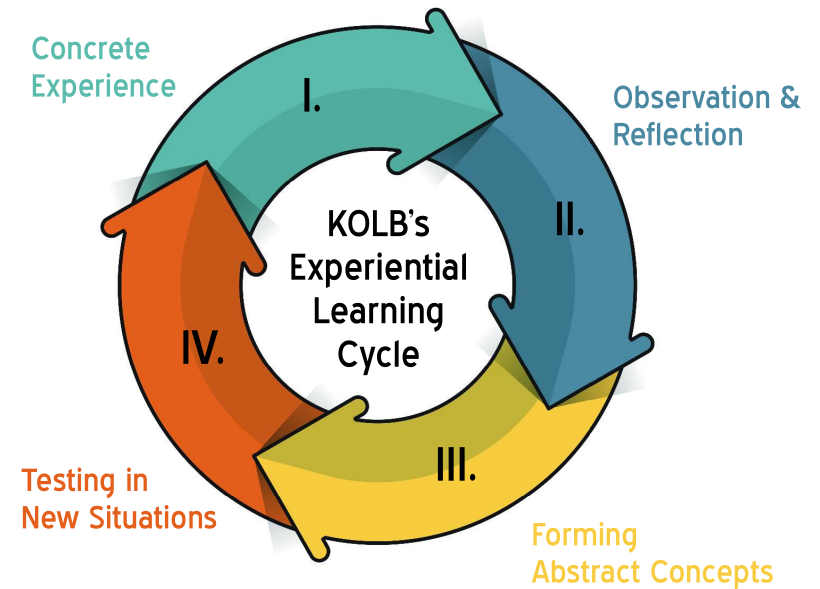 Concrete
Experience
I.
Observation &
Reflection
II.
KOLB's
Experiential
Learning
Cycle
IV.
III.
Testing in
New Situations
Forming
Abstract Concepts